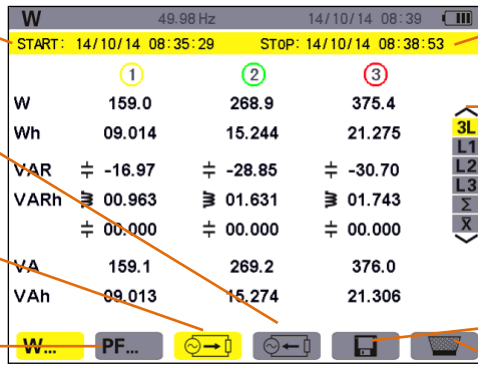 W 49.98 Hz 14/10/14 08:39
START: 14/10/14 08:35:29 STOP: 14/10/14 08:38:53
1 2 3
W 159.0 268.9 375.4
Wh 09.014 15.244 21.275
VAR -16.97 -28.85 -30.70
VARh 00.963 01.631 01.743
00.000 00.000 00.000
VA 159.1 269.2 376.0
VAh 09.013 15.274 21.306
3L
L1
L2
L3
Σ
X̅
W... PF...